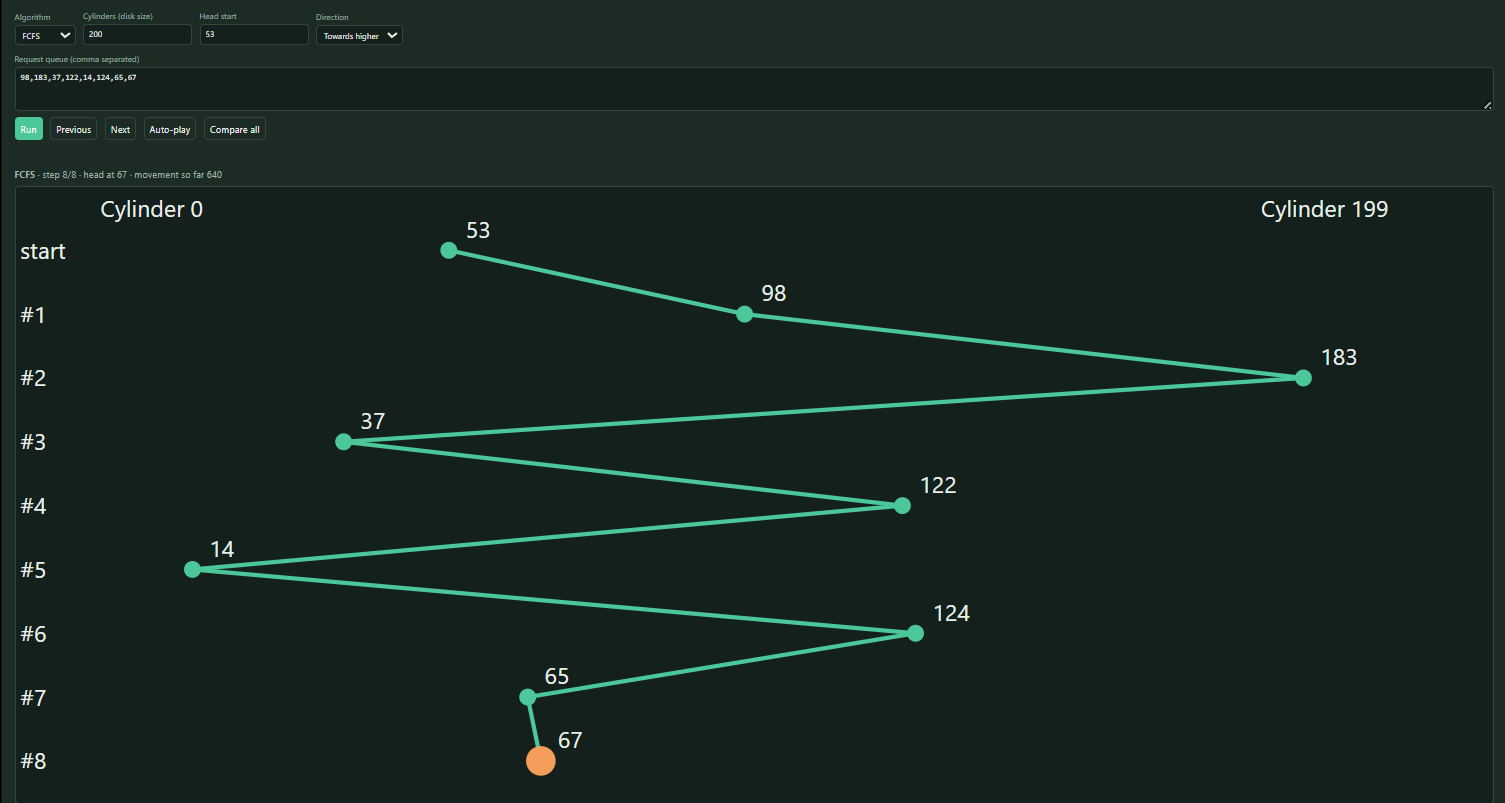 Algorithm Cylinders (disk size) Head start Direction
FCFS 200 53 Towards higher
Request queue (comma separated)
98,183,37,122,14,124,65,67
Run Previous Next Auto-play Compare all
FCFS · step 8/8 · head at 67 · movement so far 640
Cylinder 0 Cylinder 199
53
start
98
#1
183
#2
37
#3
122
#4
14
#5
124
#6
65
#7
67
#8